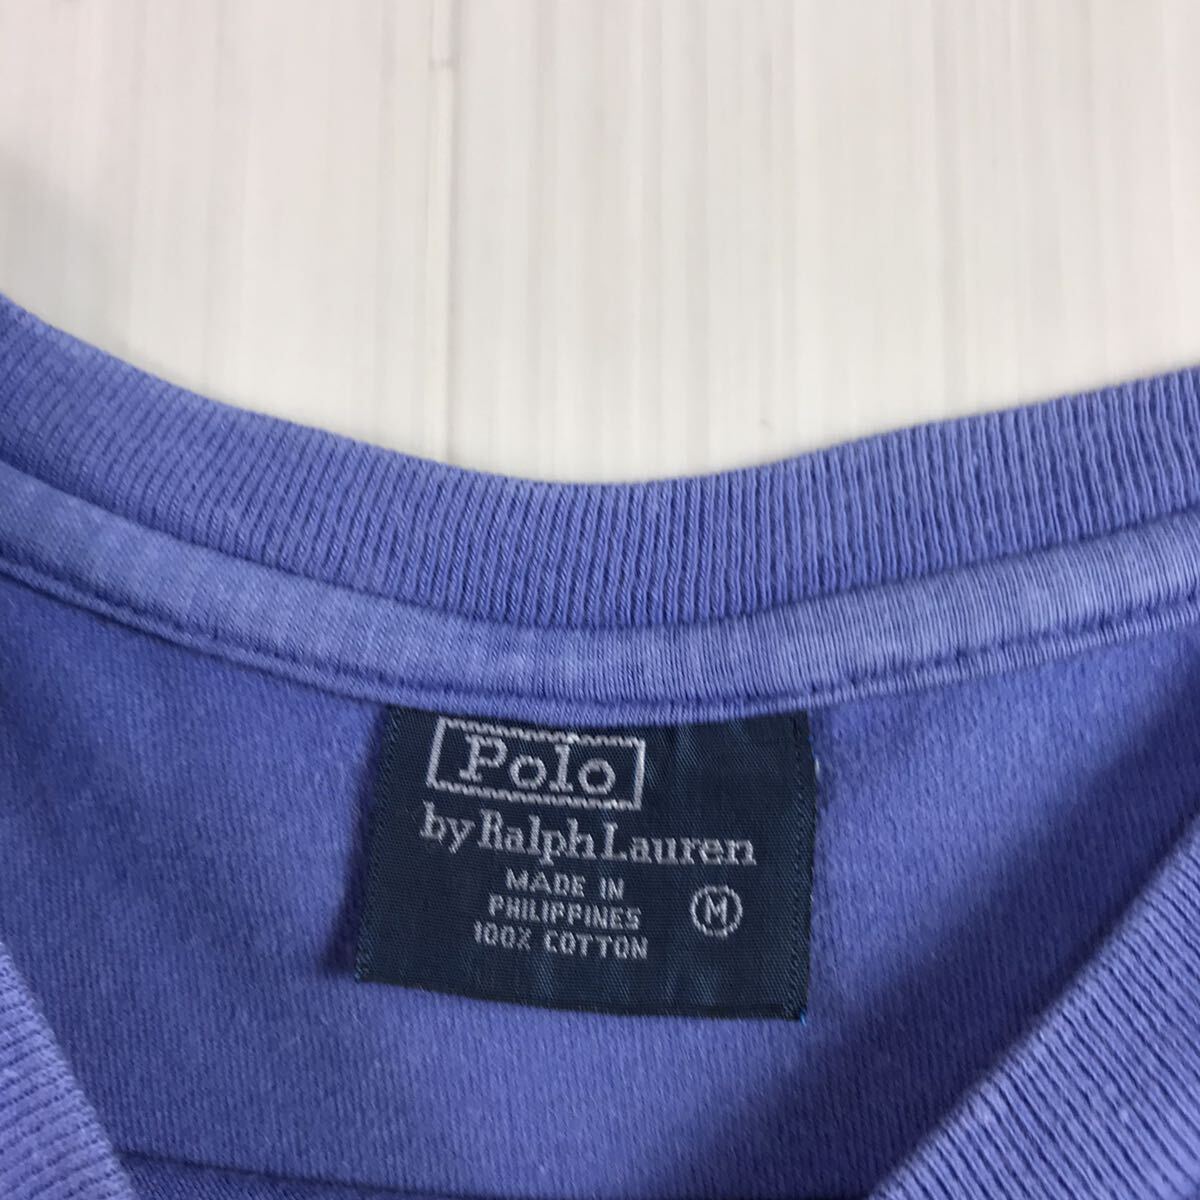 Polo
by Ralph Lauren
MADE IN
PHILIPPINES
100% COTTON
M